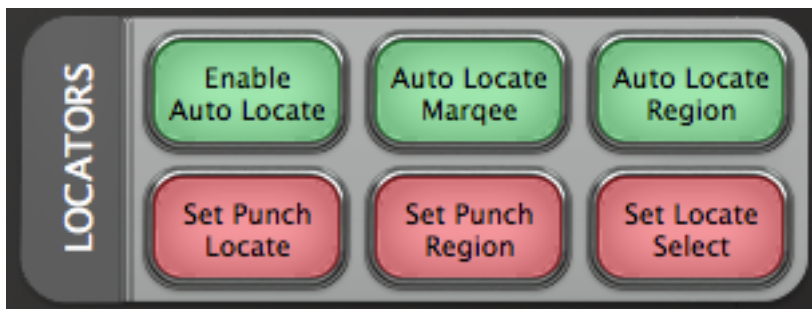 LOCATORS
Enable
Auto Locate
Auto Locate
Marqee
Auto Locate
Region
Set Punch
Locate
Set Punch
Region
Set Locate
Select